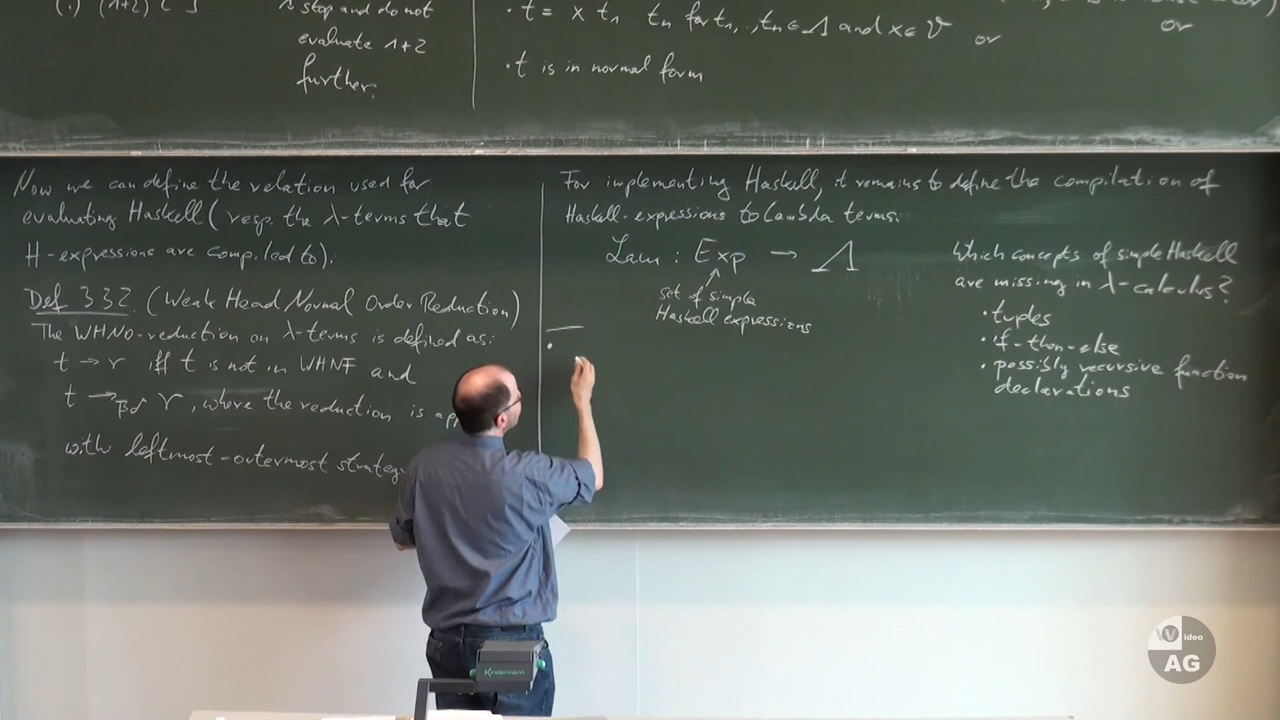 (.) (1+2) [ ]
stop and do not
evaluate 1+2
further.
· t = x t₁ … tₙ for t₁,…,tₙ ∈ Λ and x ∈ 𝒱 or
· t is in normal form
or
Now we can define the relation used for
evaluating Haskell (resp. the λ-terms that
H-expressions are compiled to).
Def 3.3.2. (Weak Head Normal Order Reduction)
The WHNO-reduction on λ-terms is defined as:
t → r iff t is not in WHNF and
t →βδ r, where the reduction is ap
with leftmost-outermost strateg
For implementing Haskell, it remains to define the compilation of
Haskell-expressions to Lambda terms.
Lam : Exp → Λ
set of simple
Haskell expressions
Which concepts of simple Haskell
are missing in λ-calculus?
· tuples
· if-then-else
· possibly recursive function
declarations
Kindermann
Video
AG